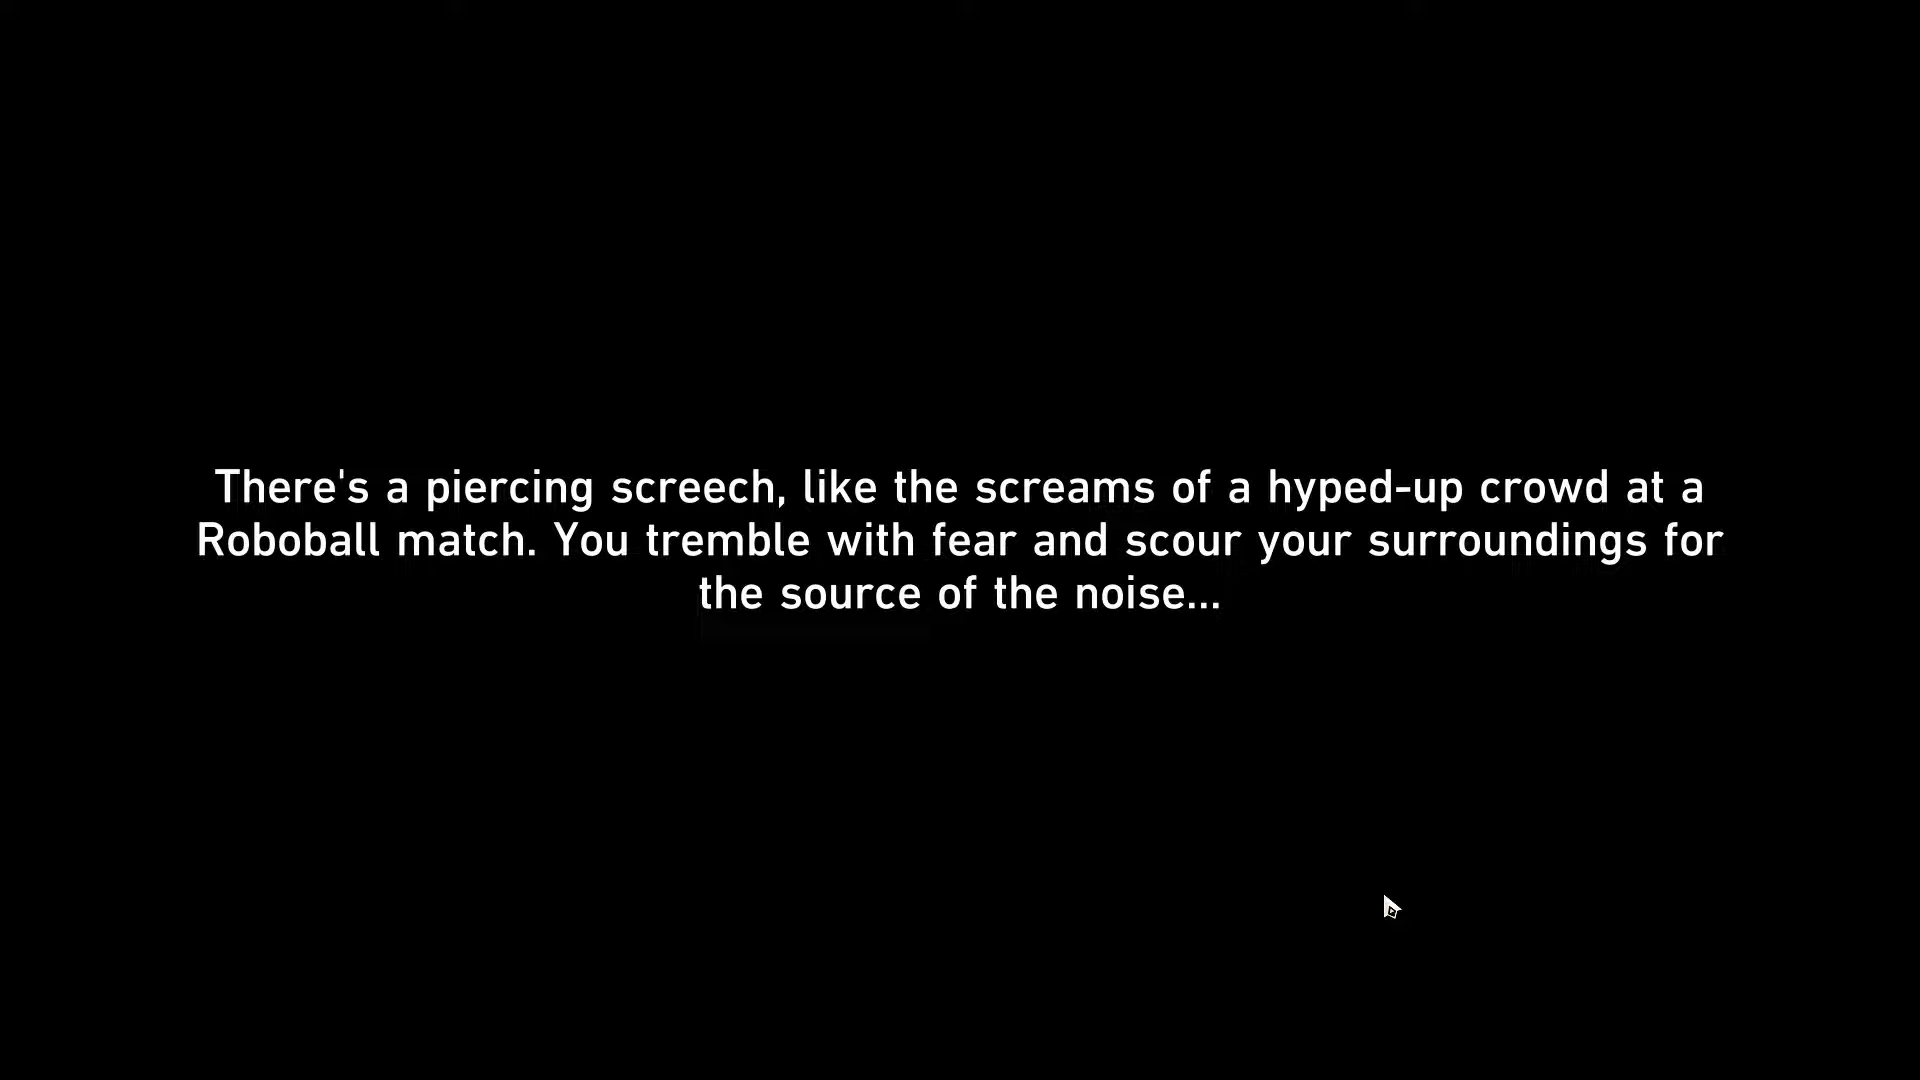 There's a piercing screech, like the screams of a hyped-up crowd at a
Roboball match. You tremble with fear and scour your surroundings for
the source of the noise...